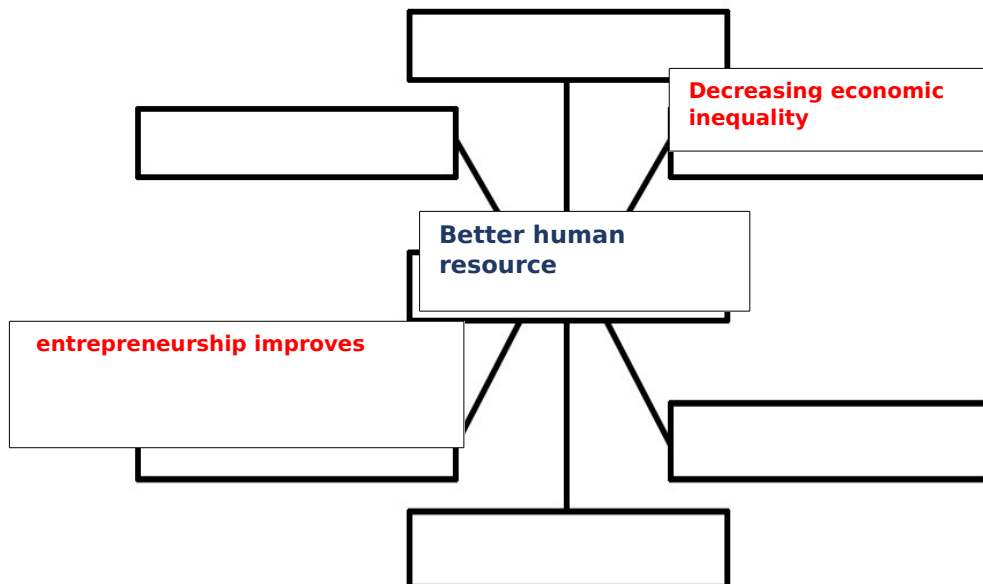 Decreasing economic
inequality
Better human
resource
entrepreneurship improves